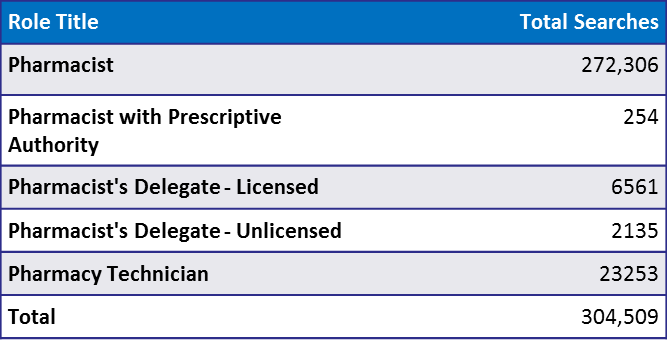 Role Title Total Searches
Pharmacist 272,306
Pharmacist with Prescriptive 254
Authority
Pharmacist's Delegate - Licensed 6561
Pharmacist's Delegate - Unlicensed 2135
Pharmacy Technician 23253
Total 304,509